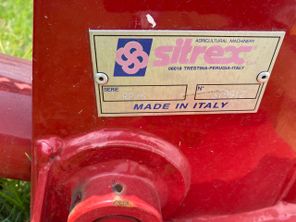 AGRICULTURAL MACHINERY
sitrex
06018 TRESTINA-PERUGIA-ITALY
SERIE N°
MADE IN ITALY